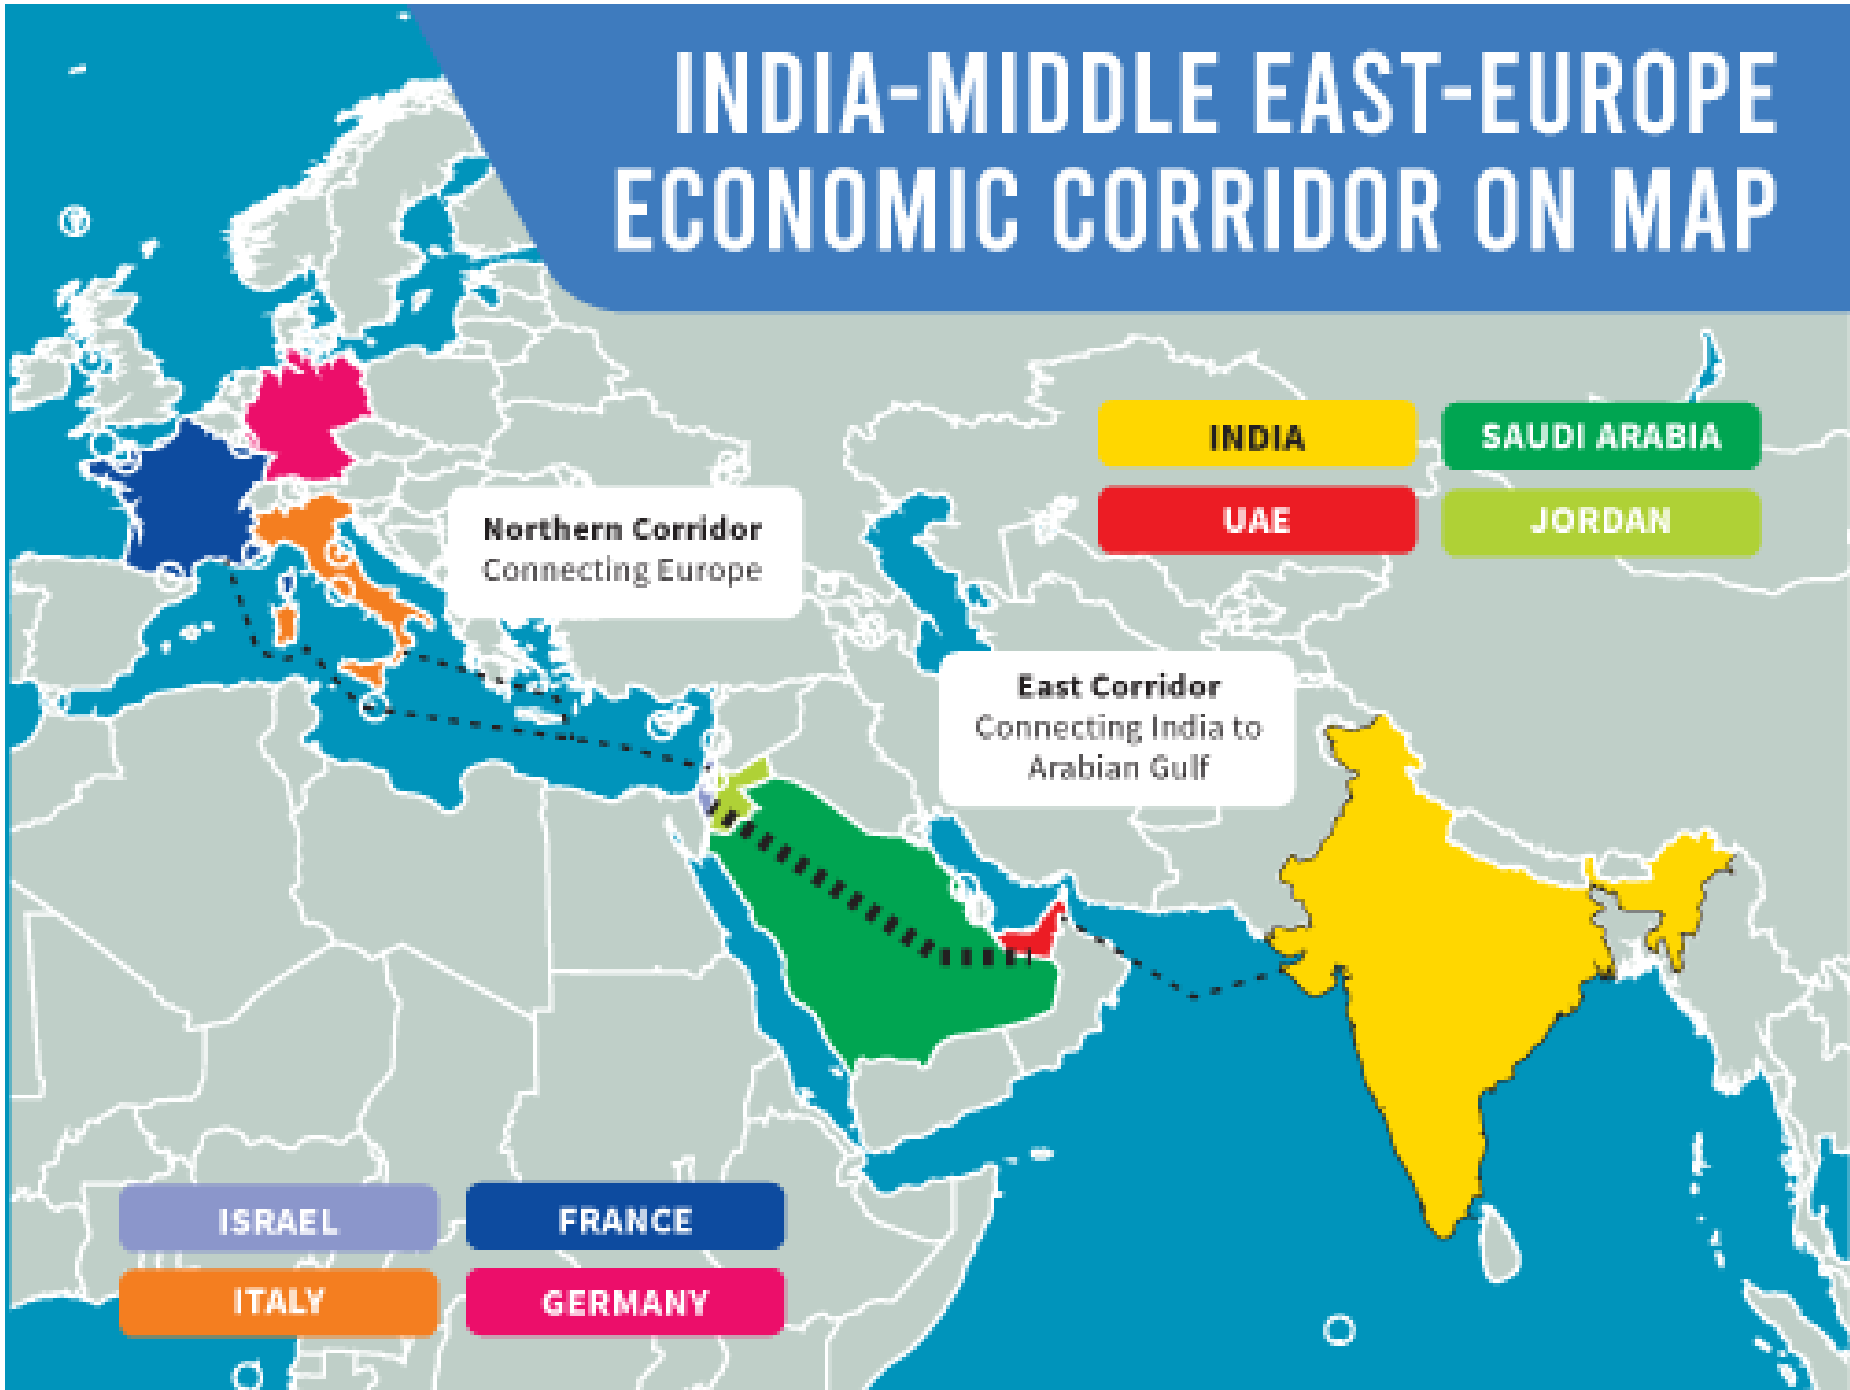 INDIA-MIDDLE EAST-EUROPE
ECONOMIC CORRIDOR ON MAP
INDIA
SAUDI ARABIA
UAE
JORDAN
Northern Corridor
Connecting Europe
East Corridor
Connecting India to
Arabian Gulf
ISRAEL
FRANCE
ITALY
GERMANY